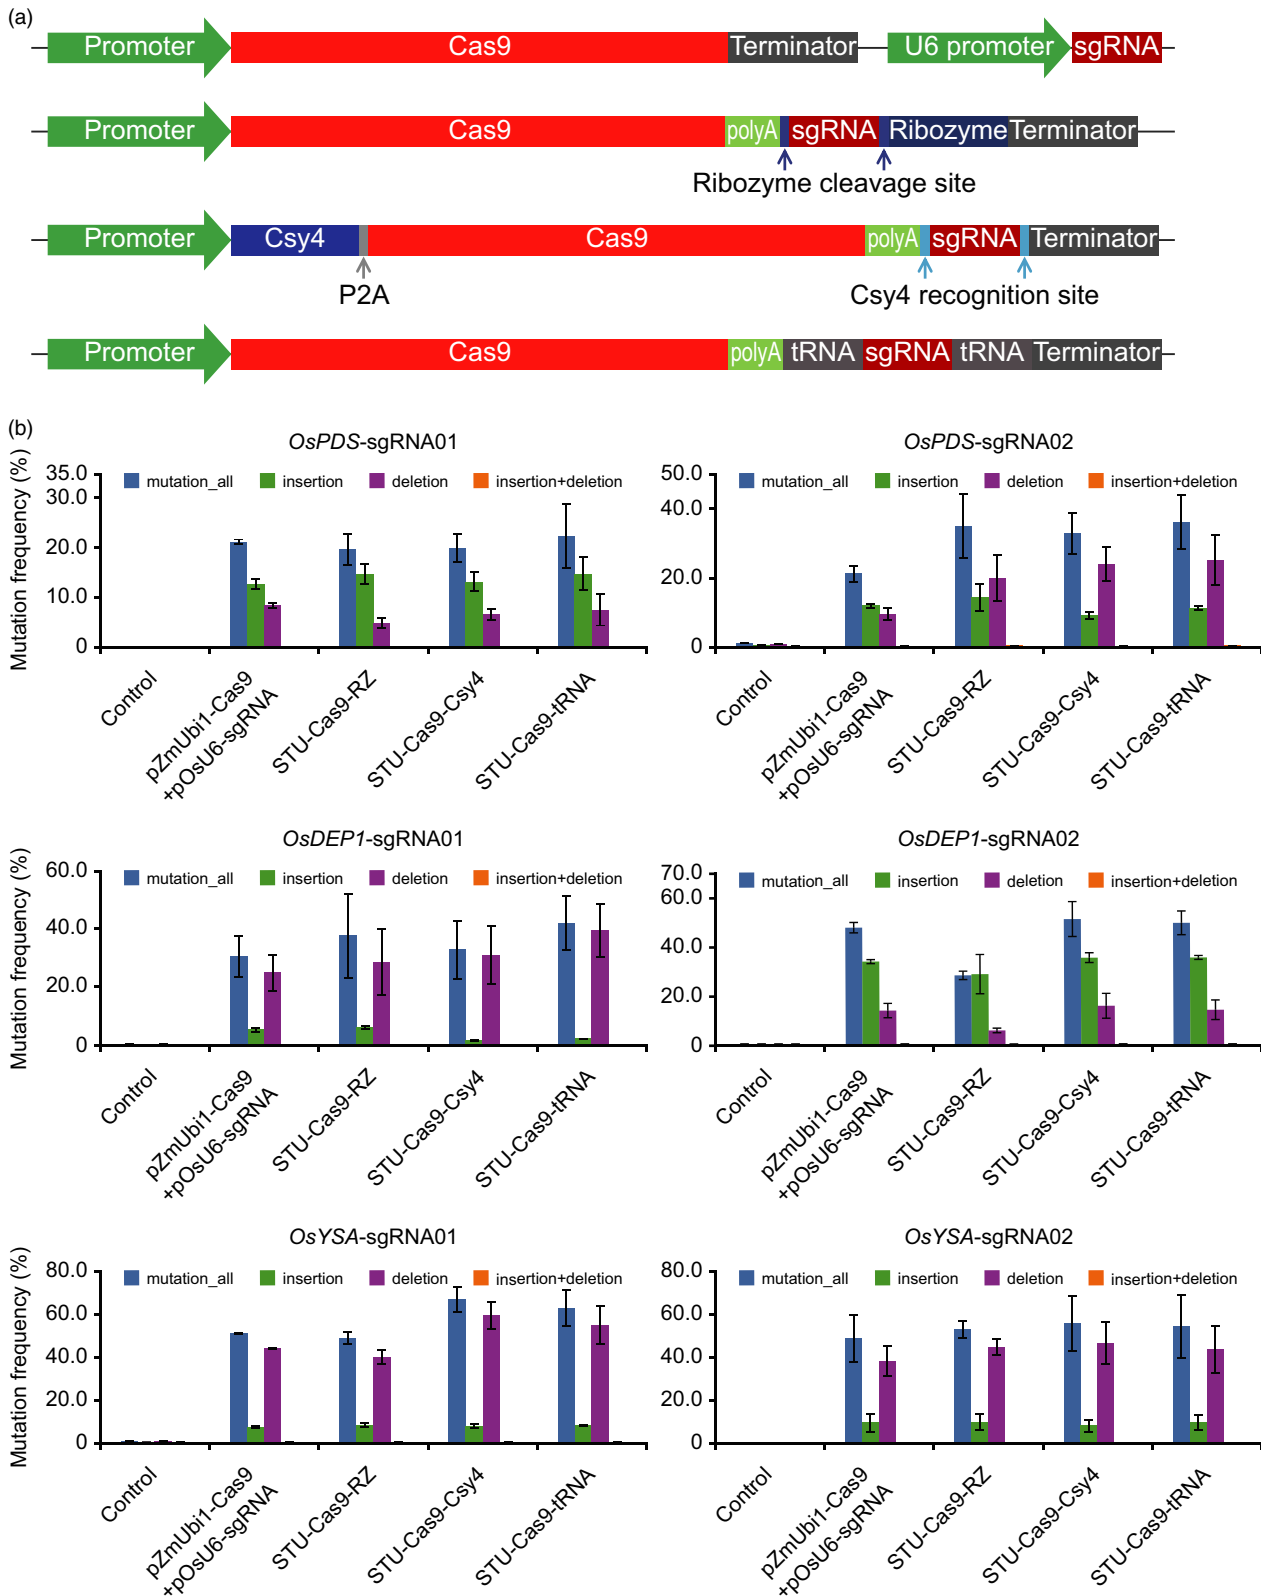 (a)
Promoter Cas9 Terminator U6 promoter sgRNA
Promoter Cas9 polyA sgRNA Ribozyme Terminator
Ribozyme cleavage site
Promoter Csy4 Cas9 polyA sgRNA Terminator
P2A Csy4 recognition site
Promoter Cas9 polyA tRNA sgRNA tRNA Terminator
(b)
OsPDS-sgRNA01
Mutation frequency (%)
35.0
30.0
20.0
10.0
0
mutation_all insertion deletion insertion+deletion
Control
pZmUbi1-Cas9
+pOsU6-sgRNA
STU-Cas9-RZ
STU-Cas9-Csy4
STU-Cas9-tRNA
OsPDS-sgRNA02
50.0
40.0
20.0
0
mutation_all insertion deletion insertion+deletion
Control
pZmUbi1-Cas9
+pOsU6-sgRNA
STU-Cas9-RZ
STU-Cas9-Csy4
STU-Cas9-tRNA
OsDEP1-sgRNA01
Mutation frequency (%)
60.0
40.0
20.0
0
mutation_all insertion deletion insertion+deletion
Control
pZmUbi1-Cas9
+pOsU6-sgRNA
STU-Cas9-RZ
STU-Cas9-Csy4
STU-Cas9-tRNA
OsDEP1-sgRNA02
70.0
60.0
40.0
20.0
0
mutation_all insertion deletion insertion+deletion
Control
pZmUbi1-Cas9
+pOsU6-sgRNA
STU-Cas9-RZ
STU-Cas9-Csy4
STU-Cas9-tRNA
OsYSA-sgRNA01
Mutation frequency (%)
80.0
60.0
40.0
20.0
0
mutation_all insertion deletion insertion+deletion
Control
pZmUbi1-Cas9
+pOsU6-sgRNA
STU-Cas9-RZ
STU-Cas9-Csy4
STU-Cas9-tRNA
OsYSA-sgRNA02
80.0
60.0
40.0
20.0
0
mutation_all insertion deletion insertion+deletion
Control
pZmUbi1-Cas9
+pOsU6-sgRNA
STU-Cas9-RZ
STU-Cas9-Csy4
STU-Cas9-tRNA